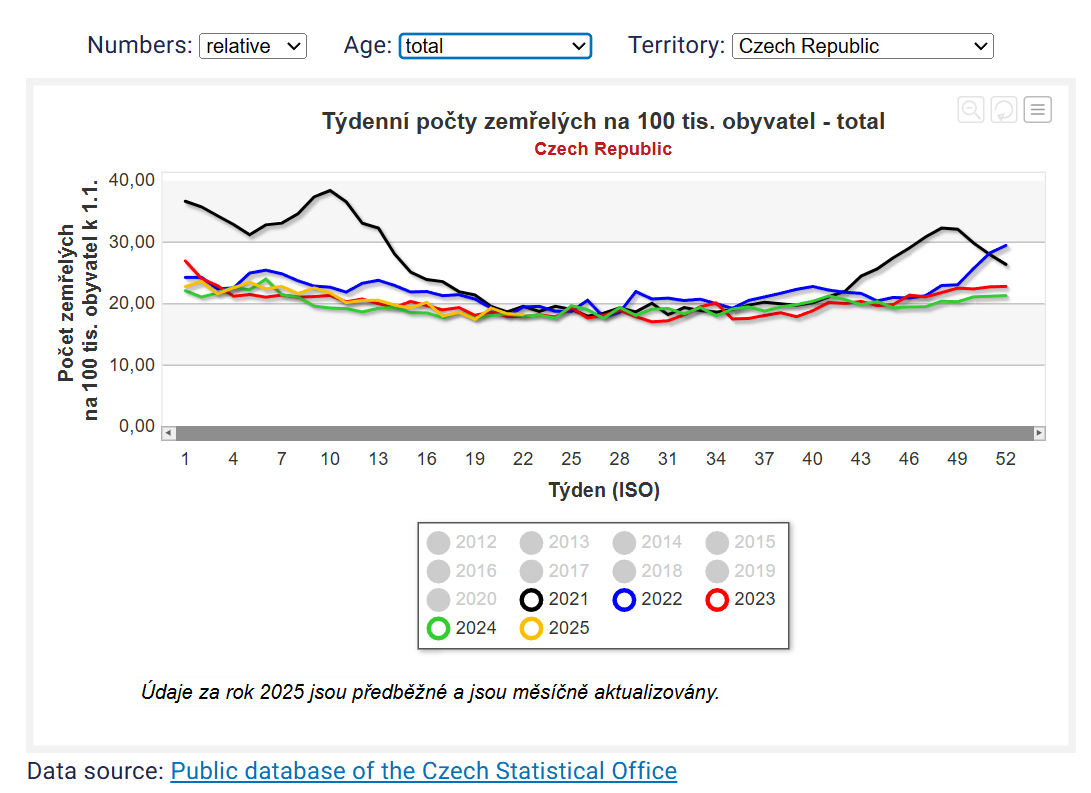 Numbers: relative Age: total Territory: Czech Republic
Týdenní počty zemřelých na 100 tis. obyvatel - total
Czech Republic
Počet zemřelých
na 100 tis. obyvatel k 1.1.
40,00
30,00
20,00
10,00
0,00
1 4 7 10 13 16 19 22 25 28 31 34 37 40 43 46 49 52
Týden (ISO)
2012 2013 2014 2015
2016 2017 2018 2019
2020 2021 2022 2023
2024 2025
Údaje za rok 2025 jsou předběžné a jsou měsíčně aktualizovány.
Data source: Public database of the Czech Statistical Office